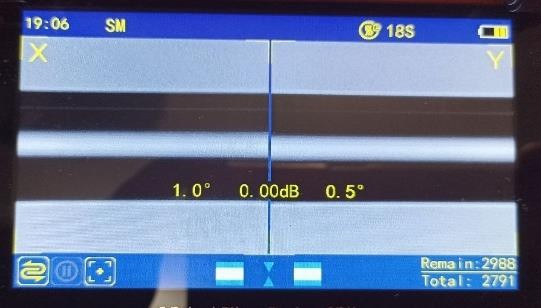 19:06 SM 18S
X Y
1.0° 0.00dB 0.5°
Remain:2988
Total: 2791